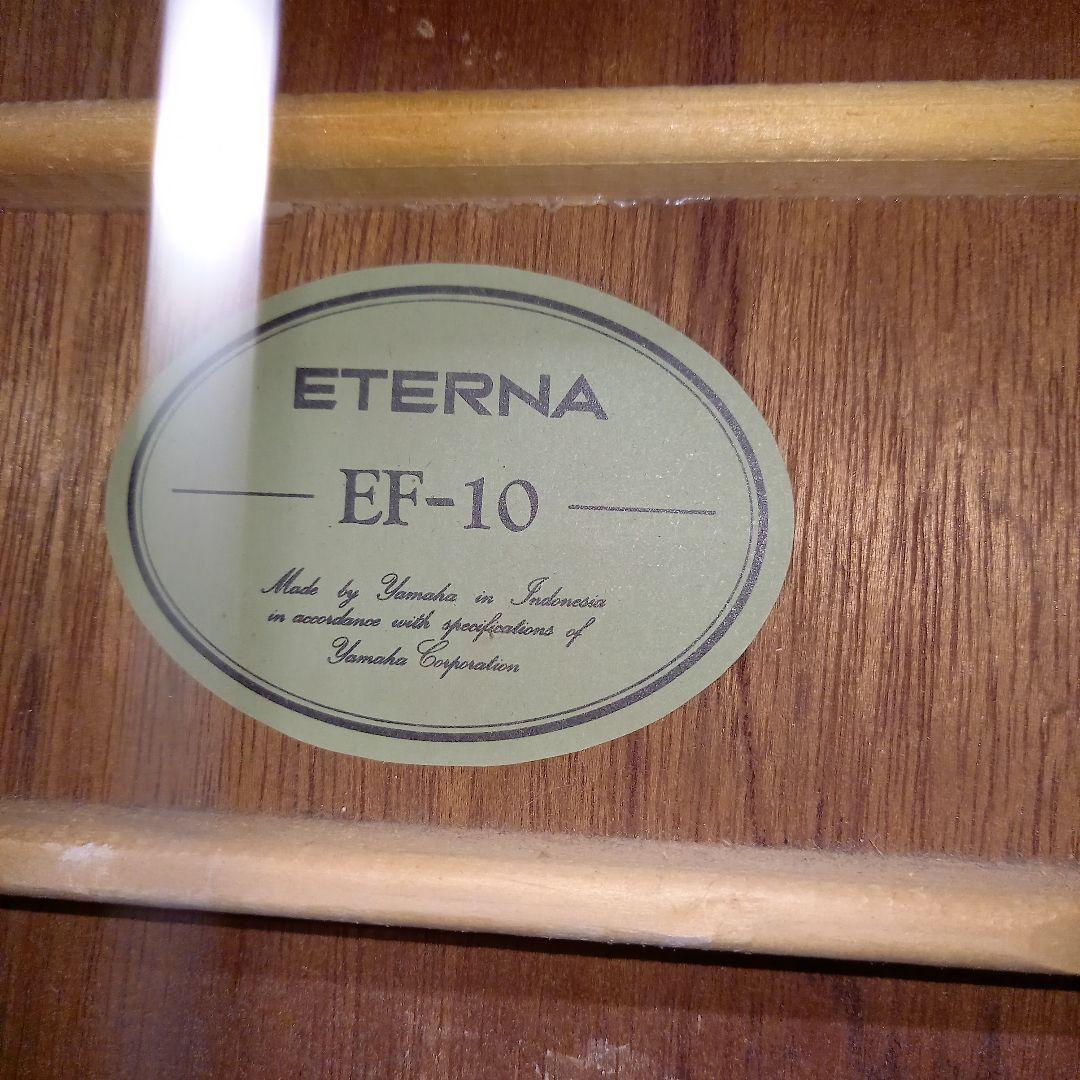 ETERNA
EF-10
Made by Yamaha in Indonesia
in accordance with specifications of
Yamaha Corporation